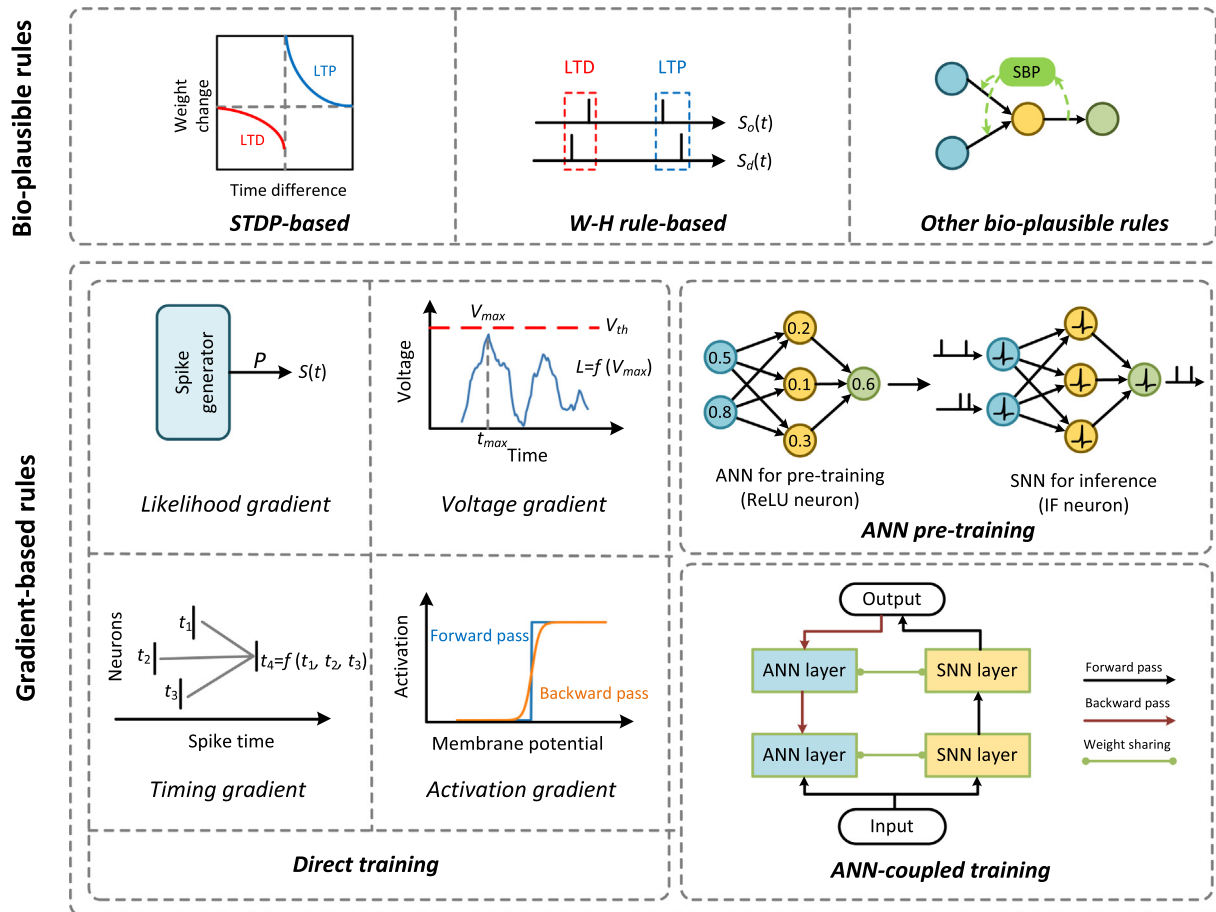 Bio-plausible rules
Weight
change
LTP
LTD
Time difference
STDP-based
LTD
LTP
Sₒ(t)
S_d(t)
W-H rule-based
SBP
Other bio-plausible rules
Gradient-based rules
Spike
generator
P
S(t)
Likelihood gradient
Voltage
V_max
V_th
L=f (V_max)
t_max
Time
Voltage gradient
Neurons
t₁
t₂
t₃
t₄=f (t₁, t₂, t₃)
Spike time
Timing gradient
Activation
Forward pass
Backward pass
Membrane potential
Activation gradient
Direct training
0.5
0.8
0.2
0.1
0.3
0.6
ANN for pre-training
(ReLU neuron)
SNN for inference
(IF neuron)
ANN pre-training
Output
ANN layer
SNN layer
ANN layer
SNN layer
Input
Forward pass
Backward pass
Weight sharing
ANN-coupled training